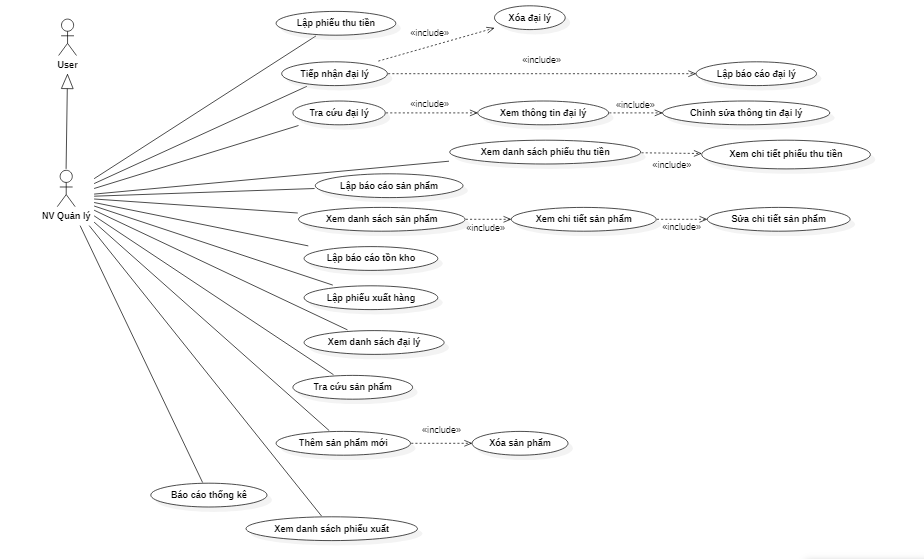 Lập phiếu thu tiền
Xóa đại lý
«include»
User
Tiếp nhận đại lý
«include»
Lập báo cáo đại lý
Tra cứu đại lý
«include»
Xem thông tin đại lý
«include»
Chỉnh sửa thông tin đại lý
Xem danh sách phiếu thu tiền
«include»
Xem chi tiết phiếu thu tiền
Lập báo cáo sản phẩm
NV Quản lý
Xem danh sách sản phẩm
«include»
Xem chi tiết sản phẩm
«include»
Sửa chi tiết sản phẩm
Lập báo cáo tồn kho
Lập phiếu xuất hàng
Xem danh sách đại lý
Tra cứu sản phẩm
Thêm sản phẩm mới
«include»
Xóa sản phẩm
Báo cáo thống kê
Xem danh sách phiếu xuất